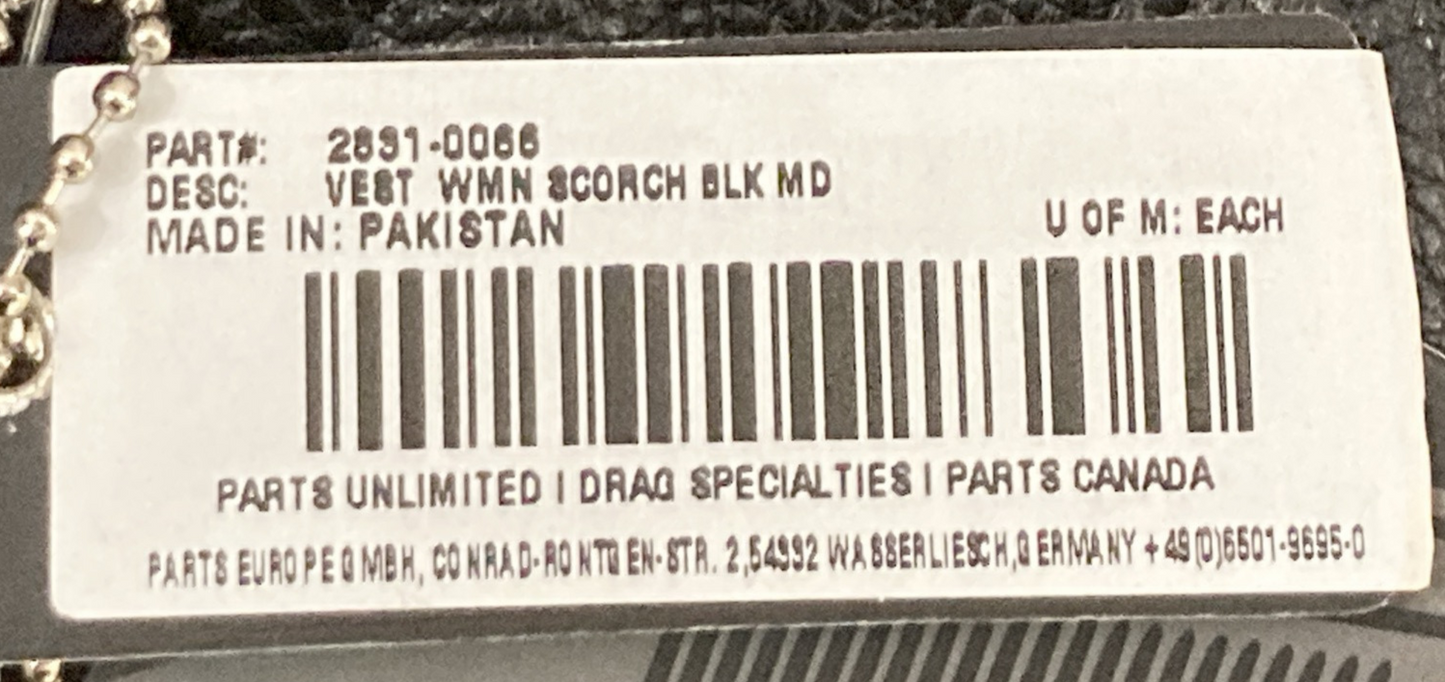 PART#: 2831-0066
DESC: VEST WMN SCORCH BLK MD
MADE IN: PAKISTAN
U OF M: EACH
PARTS UNLIMITED | DRAG SPECIALTIES | PARTS CANADA
PARTS EUROPE GMBH, CONRAD-RONTGEN-STR. 2,54332 WASSERLIESCH,GERMANY +49(0)6501-9695-0